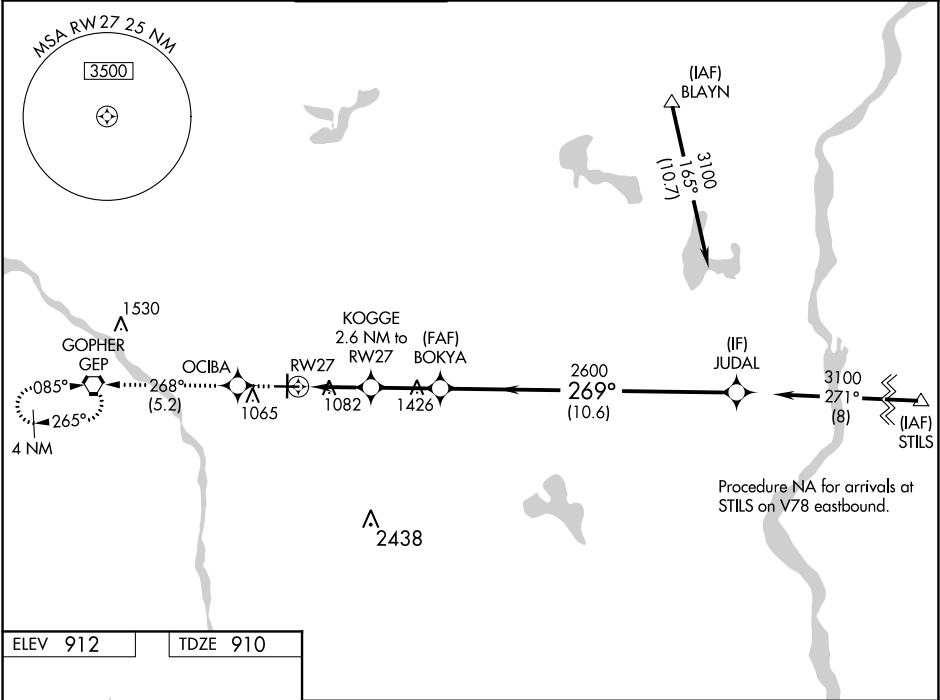 MSA RW27 25 NM
3500
(IAF)
BLAYN
3100
165°
(10.7)
1530
GOPHER
GEP
085°
265°
4 NM
268°
(5.2)
OCIBA
1065
RW27
1082
KOGGE
2.6 NM to
RW27
1426
(FAF)
BOKYA
2600
269°
(10.6)
(IF)
JUDAL
3100
271°
(8)
(IAF)
STILS
Procedure NA for arrivals at
STILS on V78 eastbound.
2438
ELEV 912
TDZE 910